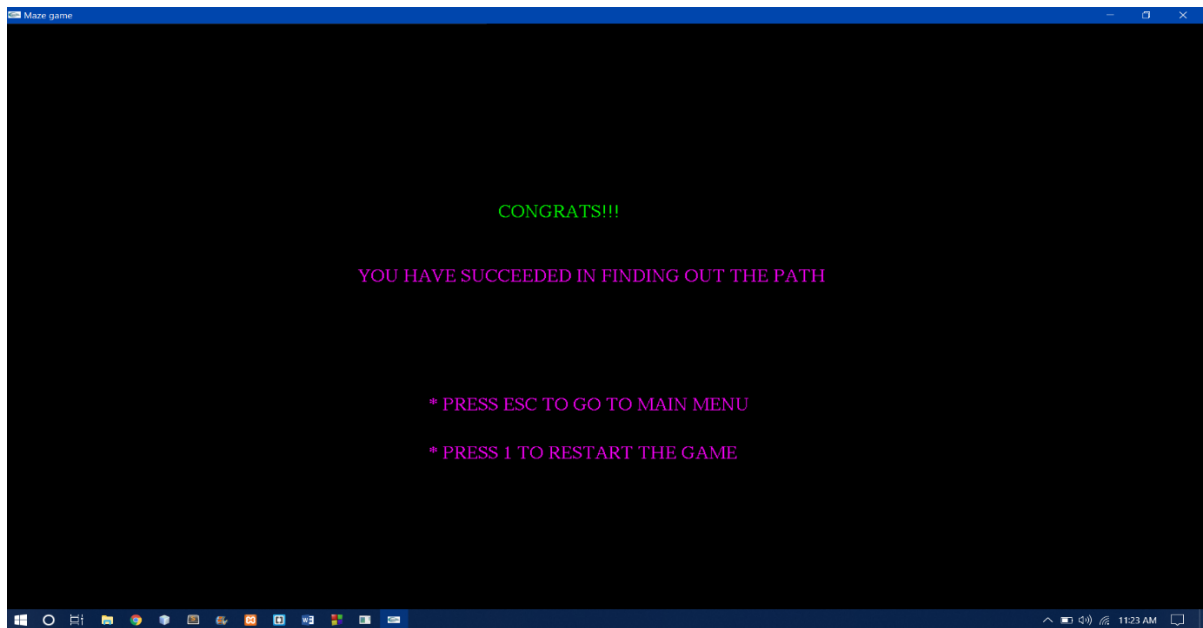 Maze game
CONGRATS!!!
YOU HAVE SUCCEEDED IN FINDING OUT THE PATH
* PRESS ESC TO GO TO MAIN MENU
* PRESS 1 TO RESTART THE GAME
11:23 AM